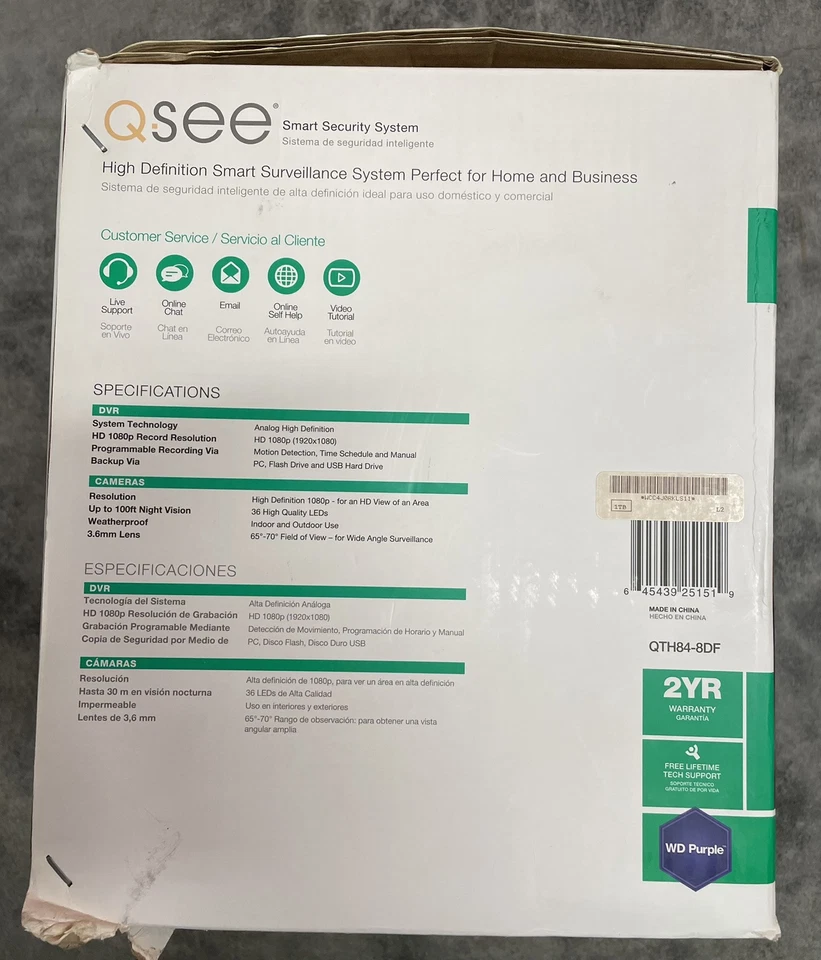 Q·see®
Smart Security System
Sistema de seguridad inteligente
High Definition Smart Surveillance System Perfect for Home and Business
Sistema de seguridad inteligente de alta definición ideal para uso doméstico y comercial
Customer Service / Servicio al Cliente
Live Support
Soporte en Vivo
Online Chat
Chat en Línea
Email
Correo Electrónico
Online Self Help
Autoayuda en Línea
Video Tutorial
Tutorial en video
SPECIFICATIONS
DVR
System Technology Analog High Definition
HD 1080p Record Resolution HD 1080p (1920x1080)
Programmable Recording Via Motion Detection, Time Schedule and Manual
Backup Via PC, Flash Drive and USB Hard Drive
CAMERAS
Resolution High Definition 1080p - for an HD View of an Area
Up to 100ft Night Vision 36 High Quality LEDs
Weatherproof Indoor and Outdoor Use
3.6mm Lens 65°-70° Field of View – for Wide Angle Surveillance
ESPECIFICACIONES
DVR
Tecnología del Sistema Alta Definición Análoga
HD 1080p Resolución de Grabación HD 1080p (1920x1080)
Grabación Programable Mediante Detección de Movimiento, Programación de Horario y Manual
Copia de Seguridad por Medio de PC, Disco Flash, Disco Duro USB
CÁMARAS
Resolución Alta definición de 1080p, para ver un área en alta definición
Hasta 30 m en visión nocturna 36 LEDs de Alta Calidad
Impermeable Uso en interiores y exteriores
Lentes de 3,6 mm 65°-70° Rango de observación: para obtener una vista
angular amplia
1TB
L2
6 45439 25151 9
MADE IN CHINA
HECHO EN CHINA
QTH84-8DF
2YR
WARRANTY
GARANTÍA
FREE LIFETIME
TECH SUPPORT
SOPORTE TÉCNICO
GRATUITO DE POR VIDA
WD Purple™